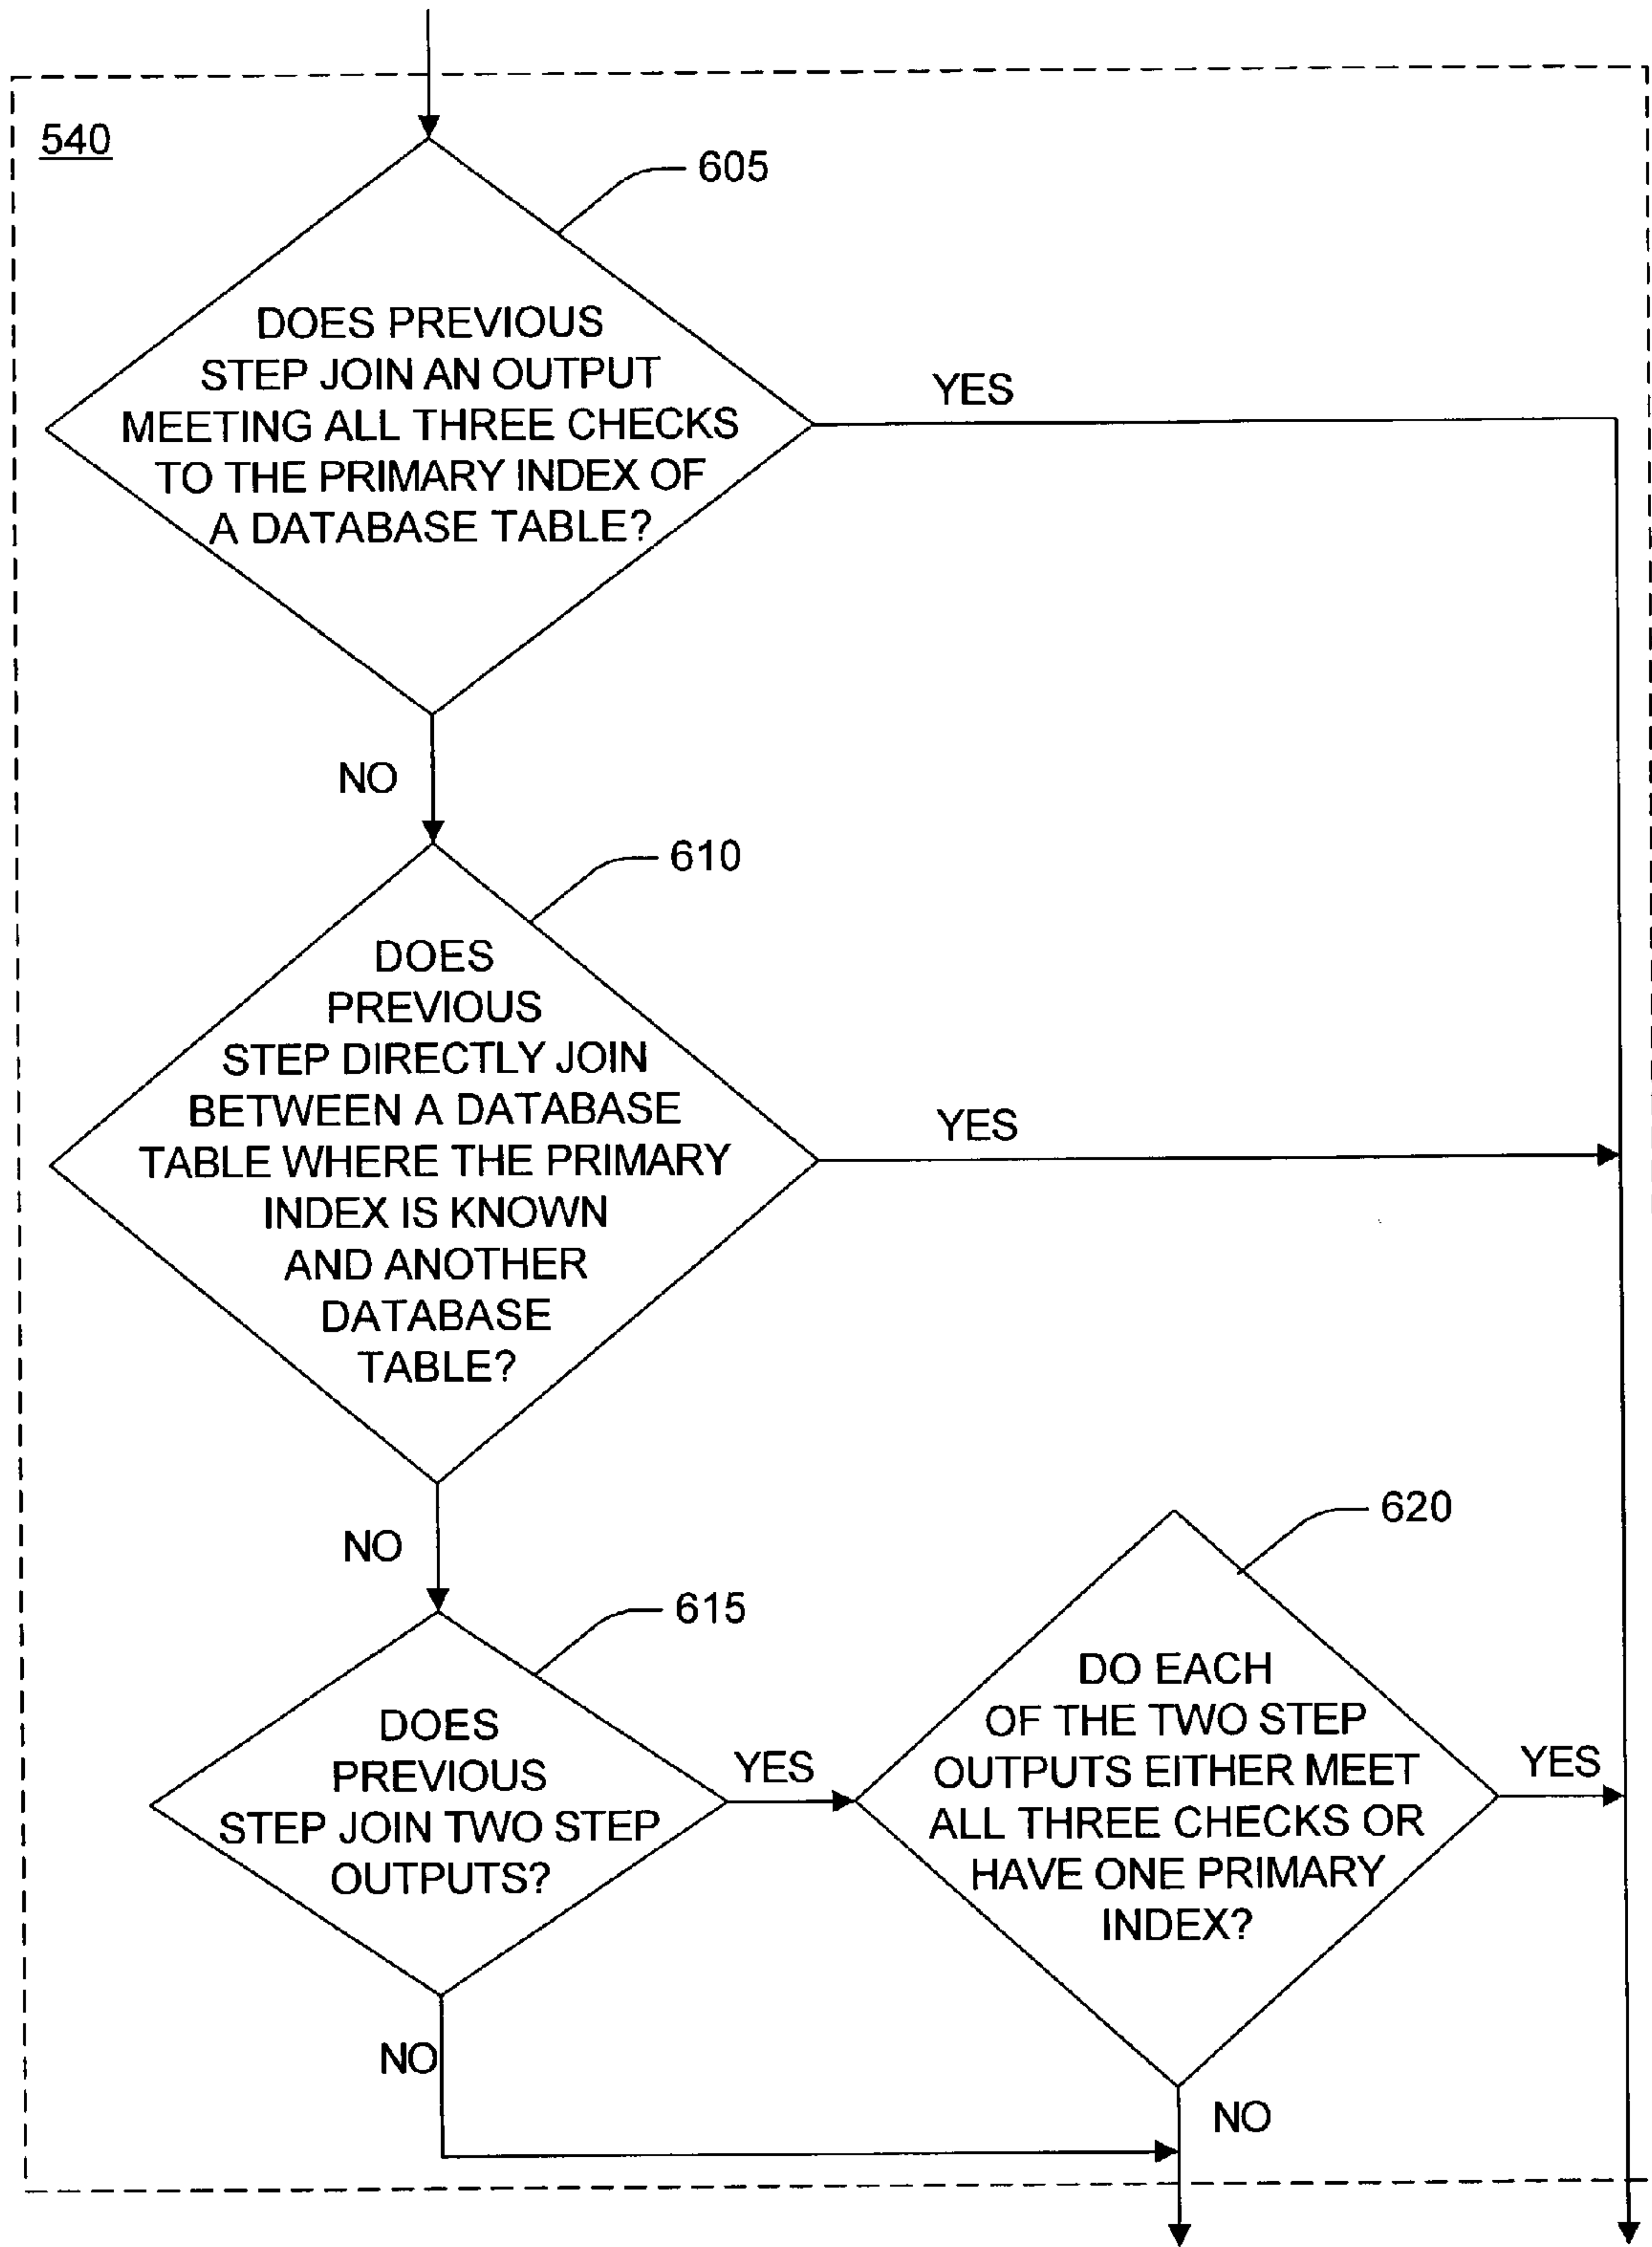 540
605
DOES PREVIOUS
STEP JOIN AN OUTPUT
MEETING ALL THREE CHECKS
TO THE PRIMARY INDEX OF
A DATABASE TABLE?
YES
NO
610
DOES
PREVIOUS
STEP DIRECTLY JOIN
BETWEEN A DATABASE
TABLE WHERE THE PRIMARY
INDEX IS KNOWN
AND ANOTHER
DATABASE
TABLE?
YES
NO
615
DOES
PREVIOUS
STEP JOIN TWO STEP
OUTPUTS?
YES
NO
620
DO EACH
OF THE TWO STEP
OUTPUTS EITHER MEET
ALL THREE CHECKS OR
HAVE ONE PRIMARY
INDEX?
YES
NO